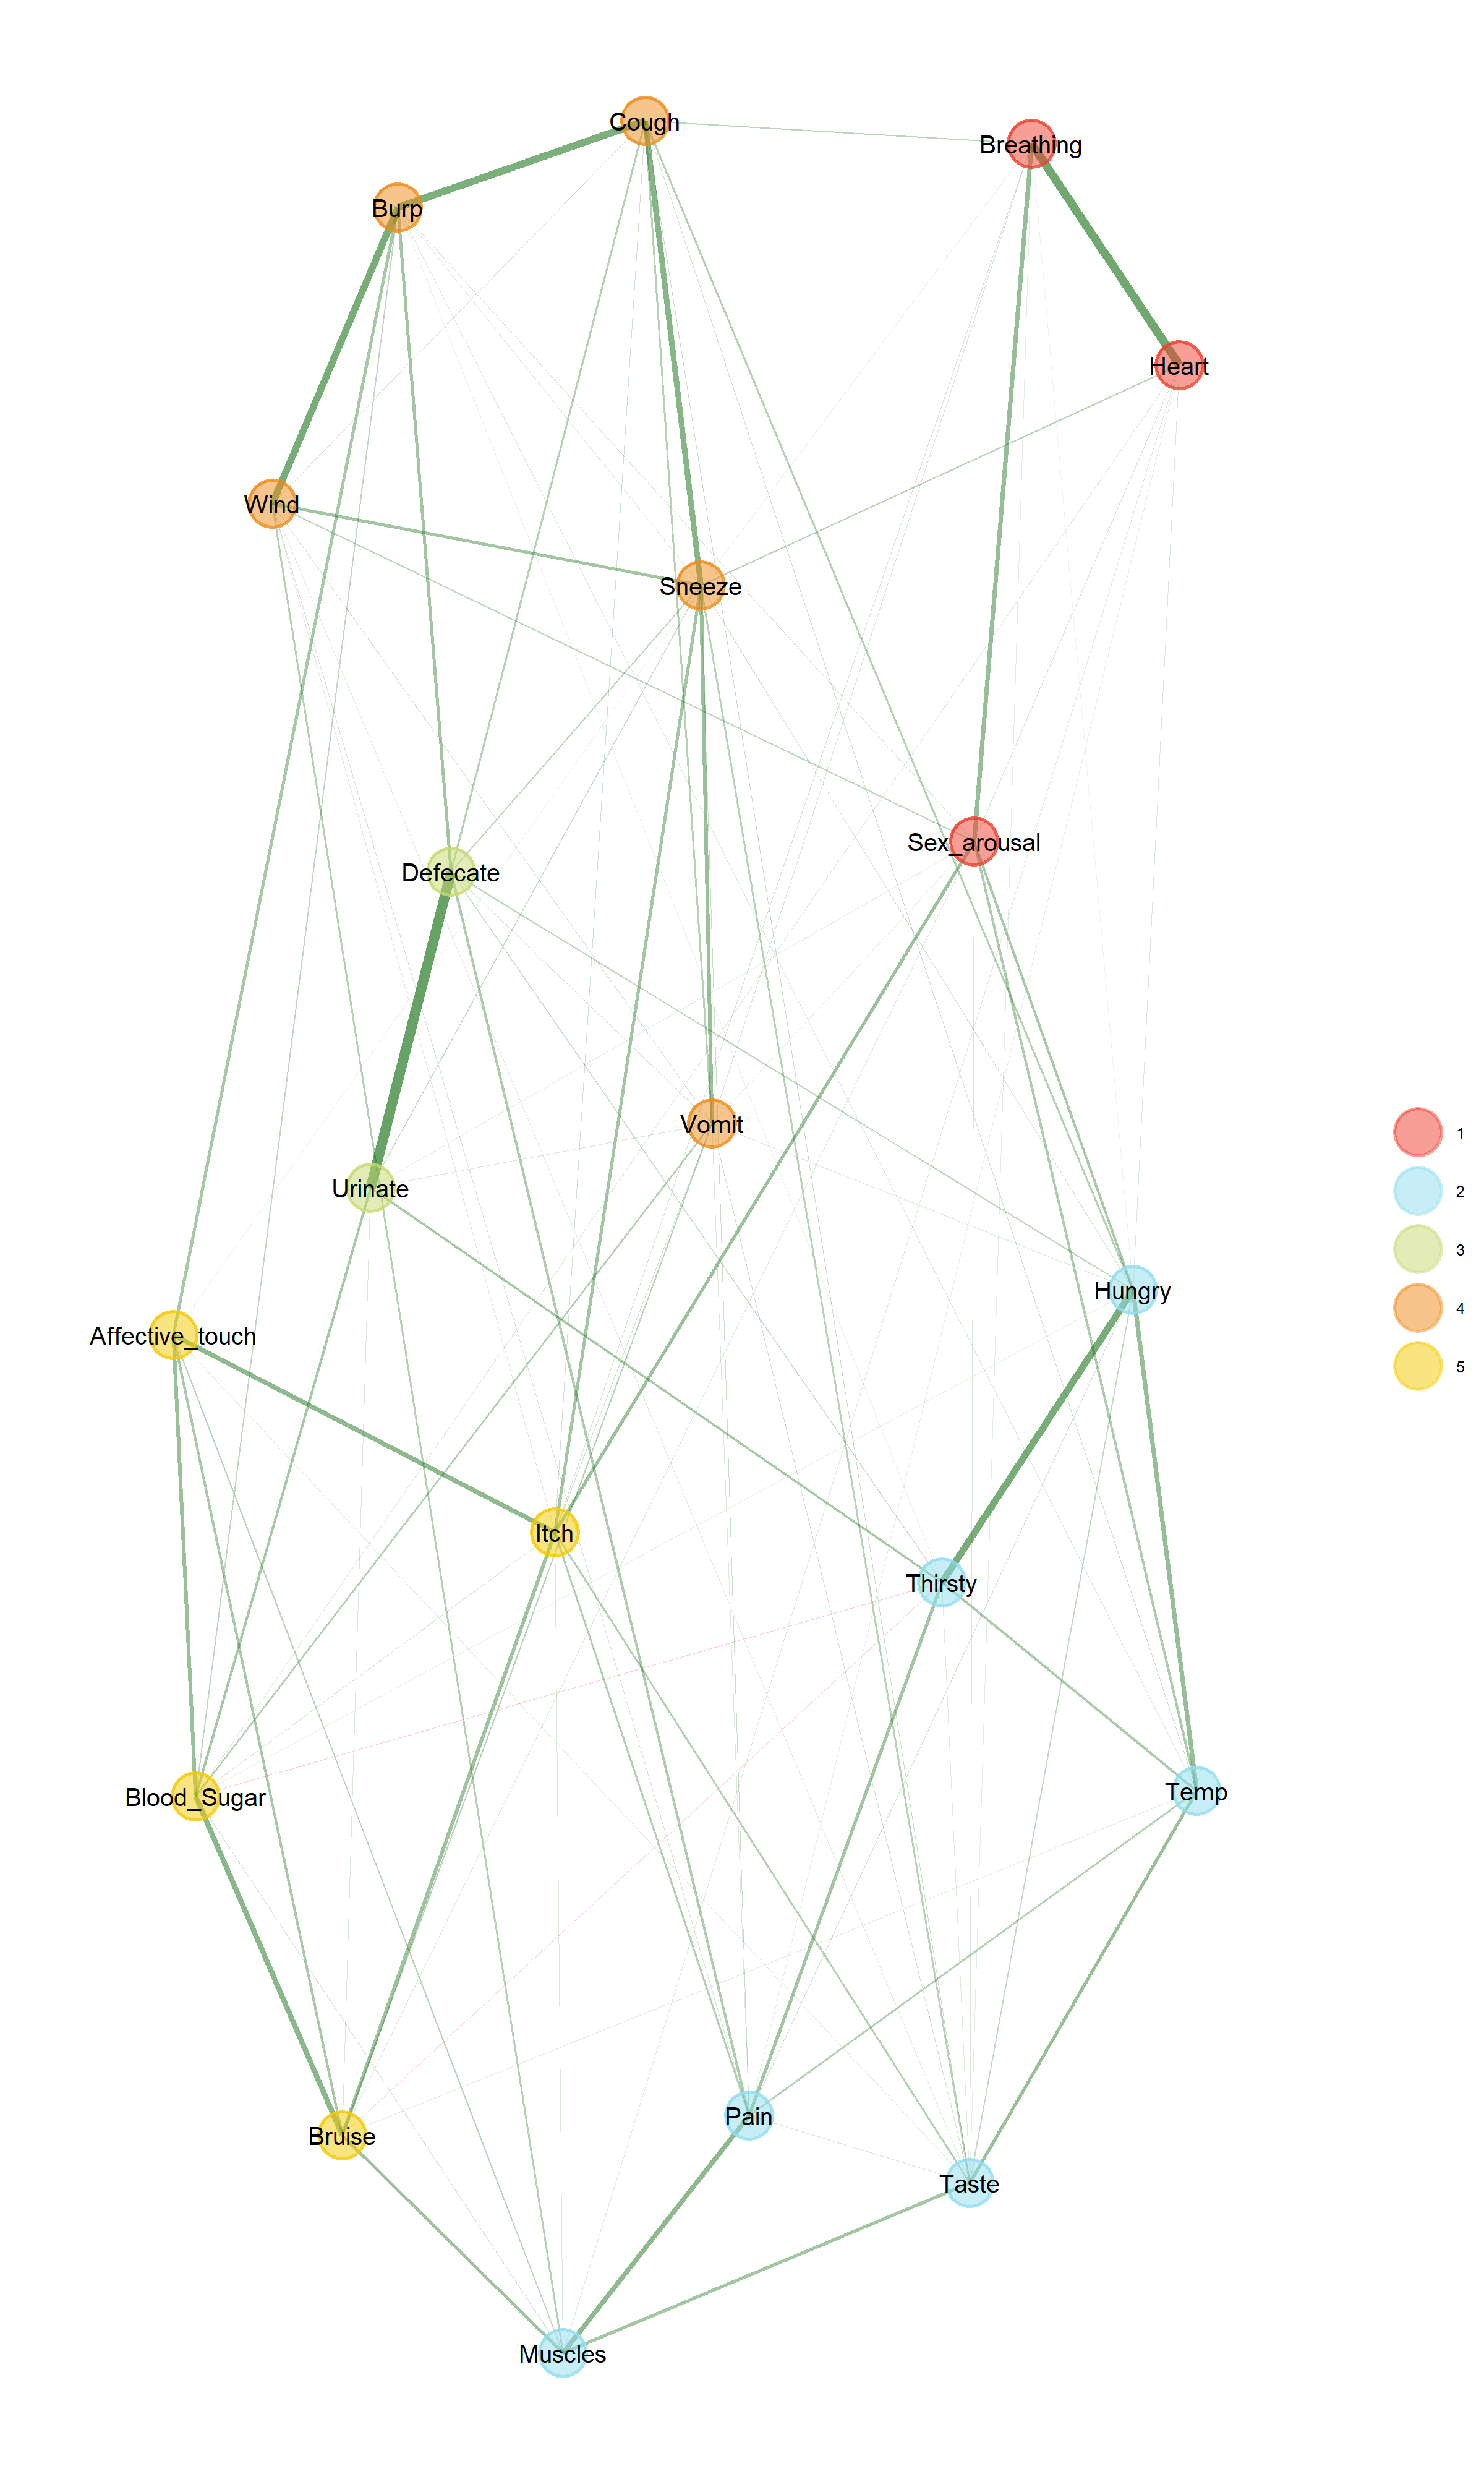 Cough
Breathing
Burp
Heart
Wind
Sneeze
Sex_arousal
Defecate
Vomit
Urinate
Hungry
Affective_touch
Itch
Thirsty
Temp
Blood_Sugar
Pain
Bruise
Taste
Muscles
1
2
3
4
5